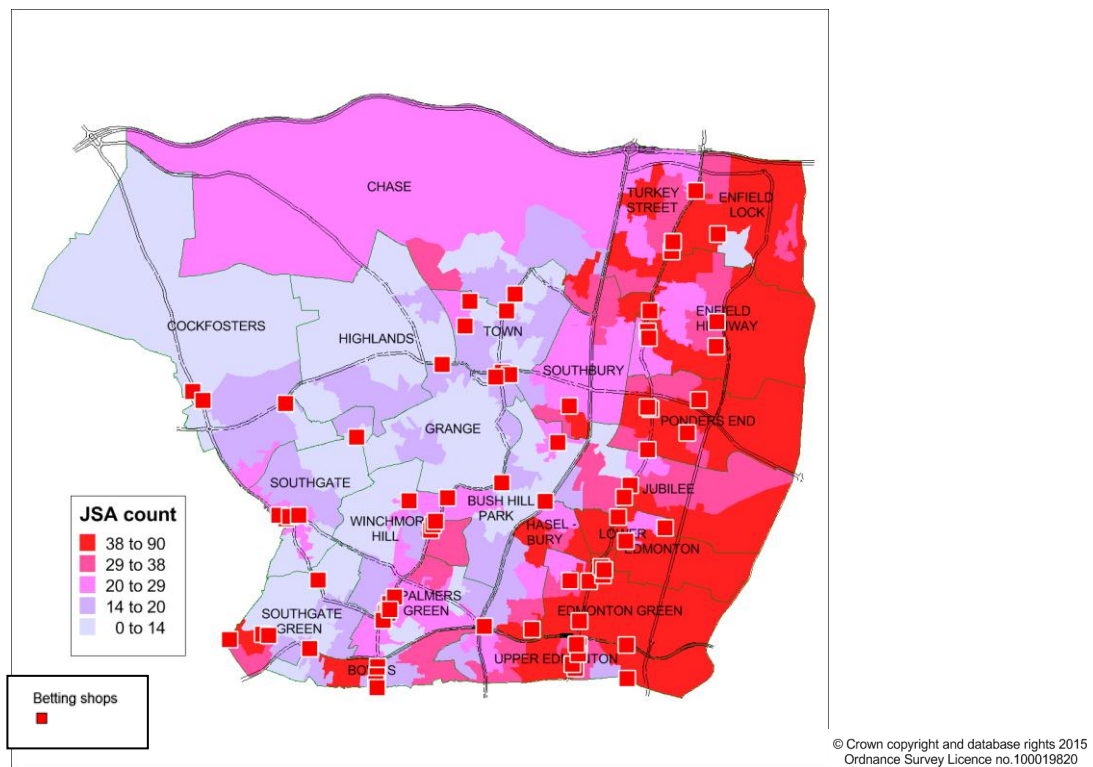 CHASE
TURKEY
STREET
ENFIELD
LOCK
COCKFOSTERS
HIGHLANDS
TOWN
ENFIELD
HIGHWAY
SOUTHBURY
GRANGE
PONDERS END
SOUTHGATE
JUBILEE
BUSH HILL
PARK
WINCHMORE
HILL
HASEL -
BURY
LOWER
EDMONTON
PALMERS
GREEN
SOUTHGATE
GREEN
EDMONTON GREEN
UPPER EDMONTON
BOWES
JSA count
38 to 90
29 to 38
20 to 29
14 to 20
0 to 14
Betting shops
© Crown copyright and database rights 2015
Ordnance Survey Licence no.100019820